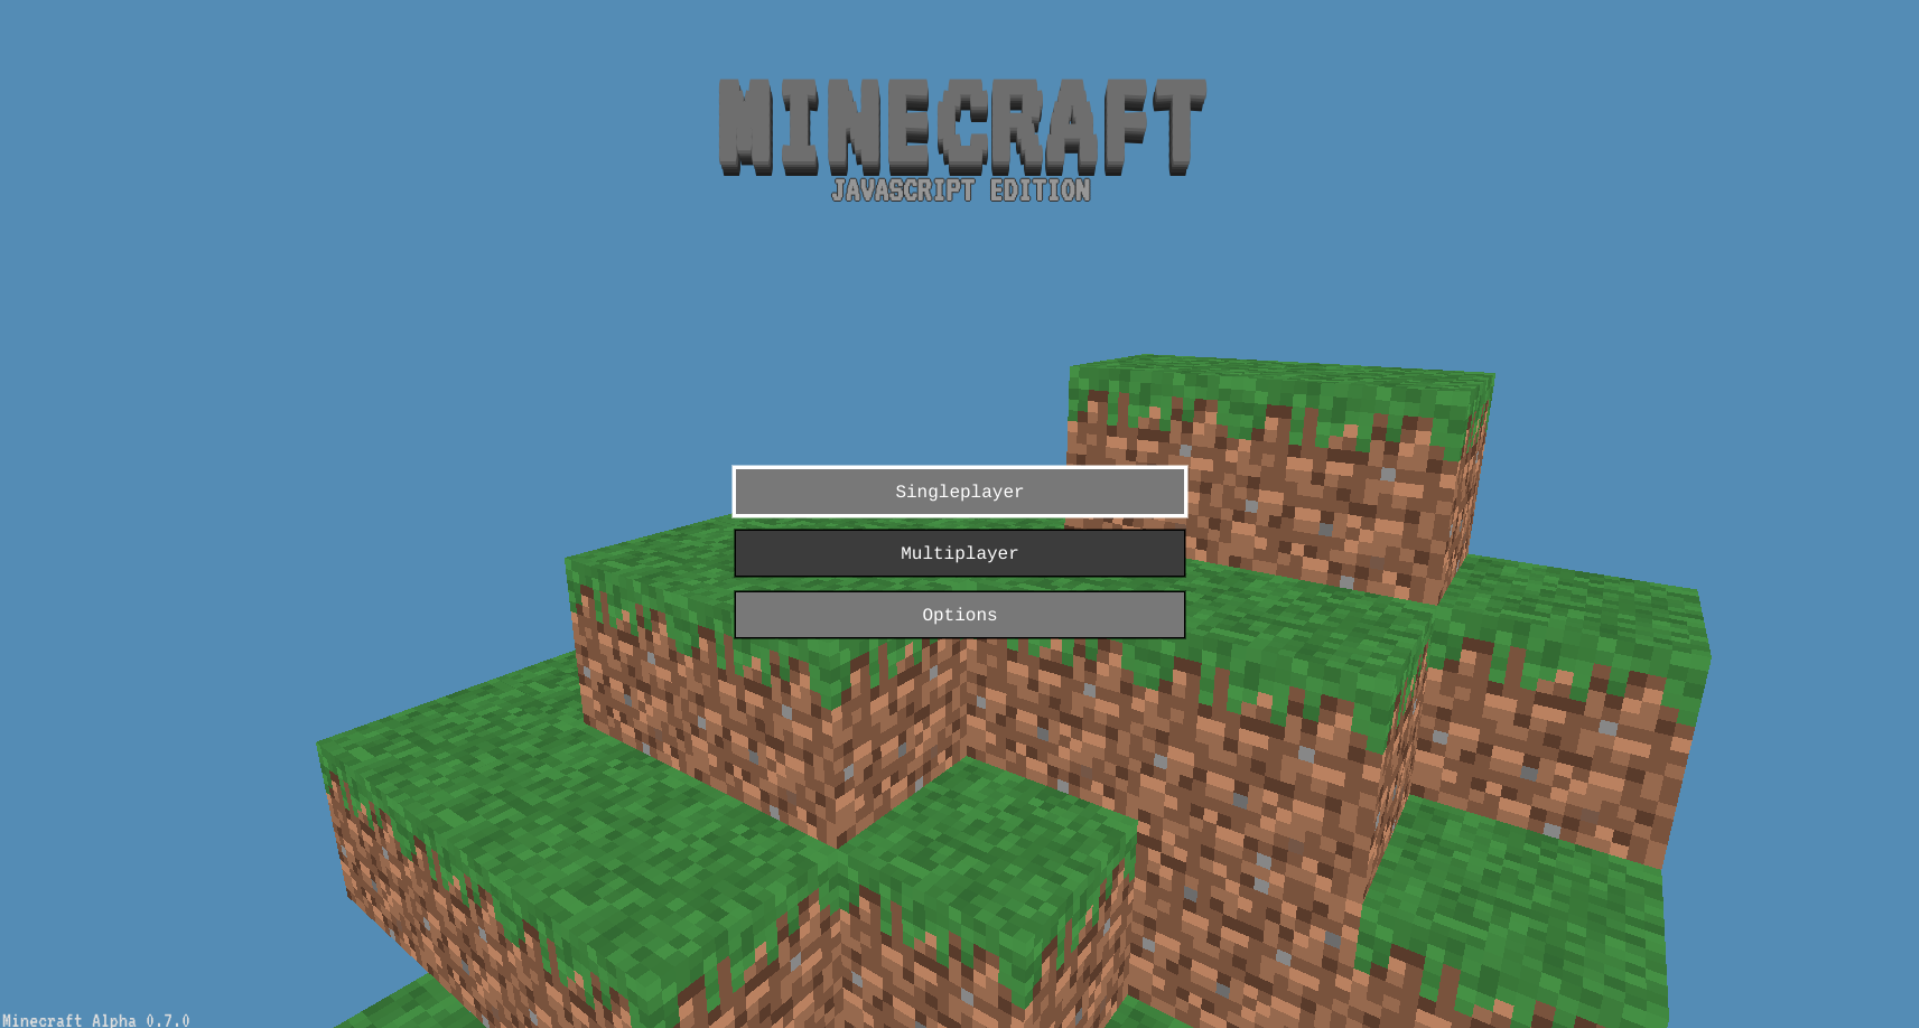 MINECRAFT
JAVASCRIPT EDITION
Singleplayer
Multiplayer
Options
Minecraft Alpha 0.7.0